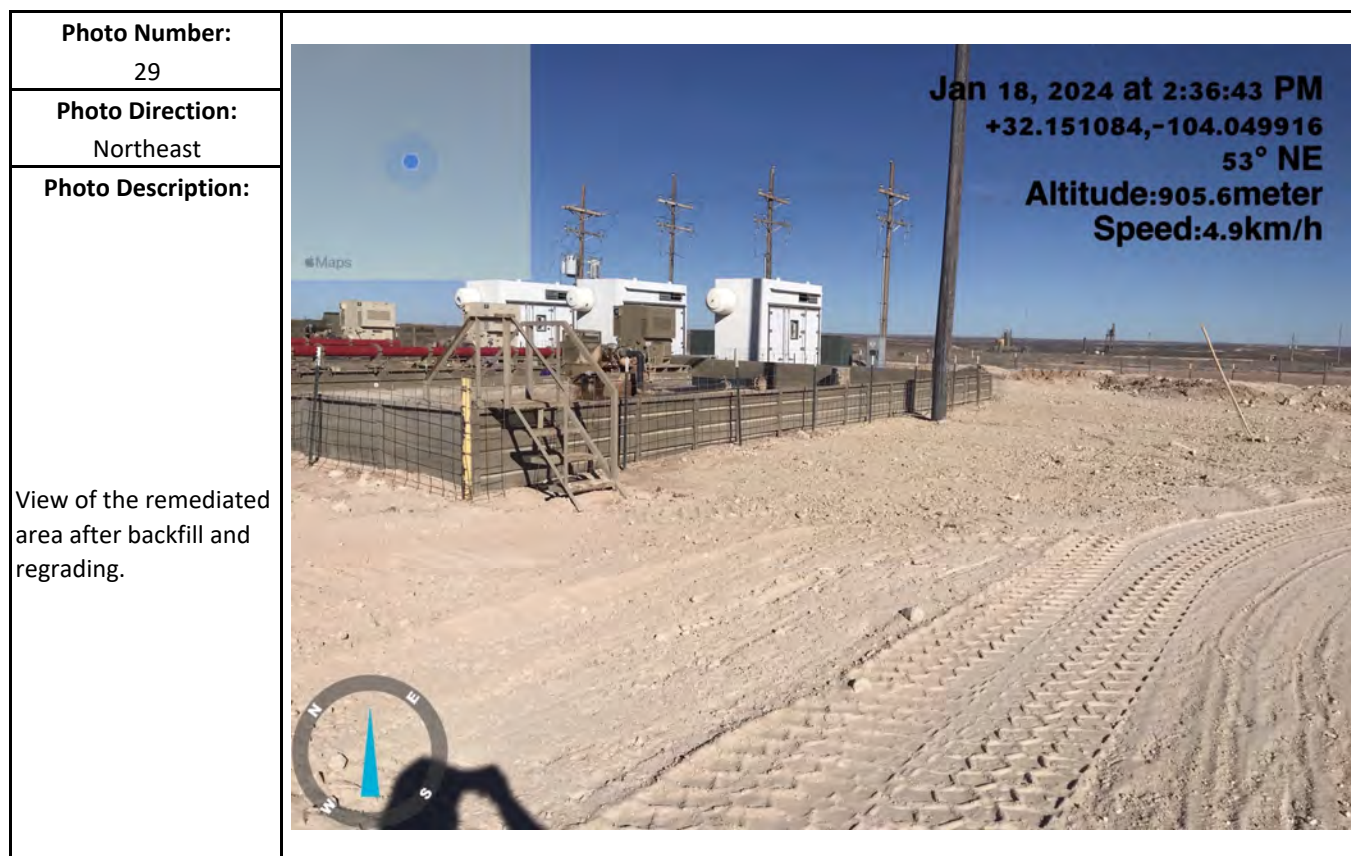 Photo Number:
29
Photo Direction:
Northeast
Photo Description:
View of the remediated
area after backfill and
regrading.
Jan 18, 2024 at 2:36:43 PM
+32.151084,-104.049916
53° NE
Altitude:905.6meter
Speed:4.9km/h
Maps
N
E
W
S